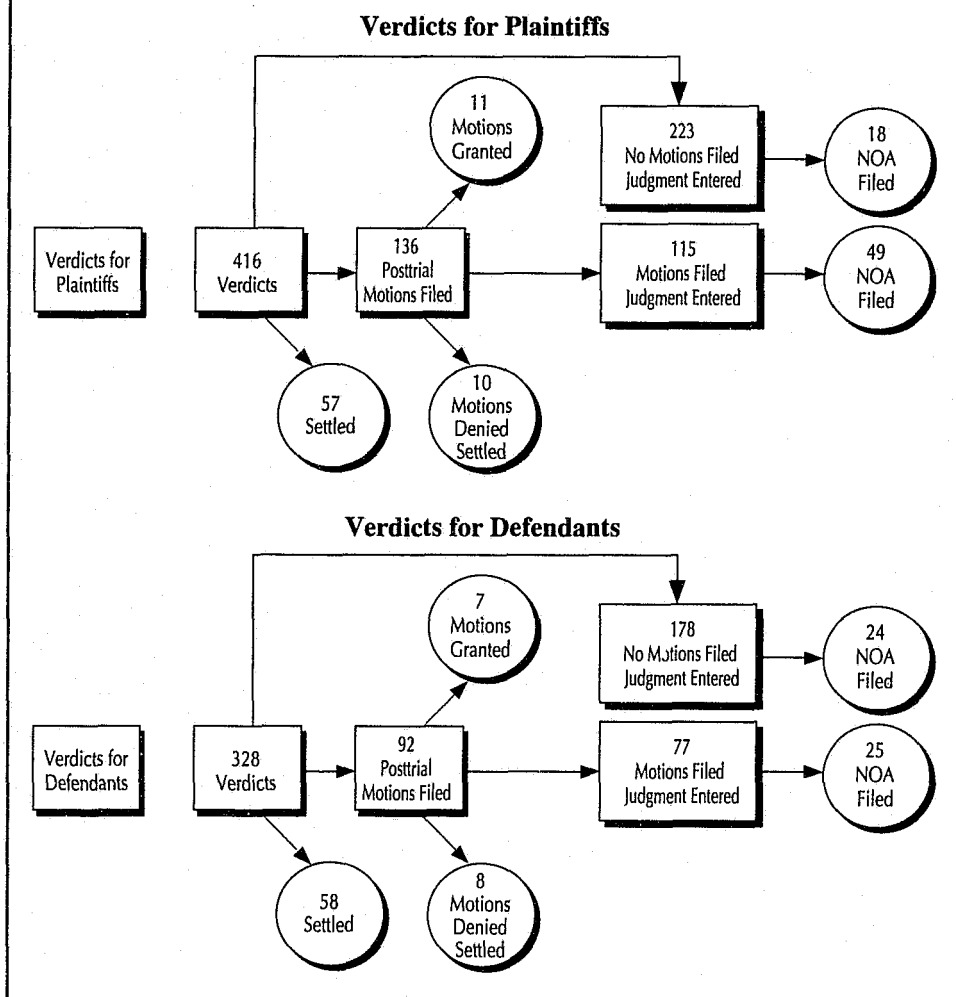 Verdicts for Plaintiffs
11
Motions
Granted
223
No Motions Filed
Judgment Entered
18
NOA
Filed
Verdicts for
Plaintiffs
416
Verdicts
136
Posttrial
Motions Filed
115
Motions Filed
Judgment Entered
49
NOA
Filed
57
Settled
10
Motions
Denied
Settled
Verdicts for Defendants
7
Motions
Granted
178
No Motions Filed
Judgment Entered
24
NOA
Filed
Verdicts for
Defendants
328
Verdicts
92
Posttrial
Motions Filed
77
Motions Filed
Judgment Entered
25
NOA
Filed
58
Settled
8
Motions
Denied
Settled